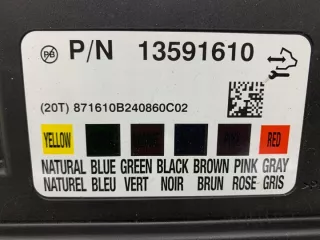 P/N 13591610
(20T) 871610B240860C02
YELLOW RED
NATURAL BLUE GREEN BLACK BROWN PINK GRAY
NATUREL BLEU VERT NOIR BRUN ROSE GRIS